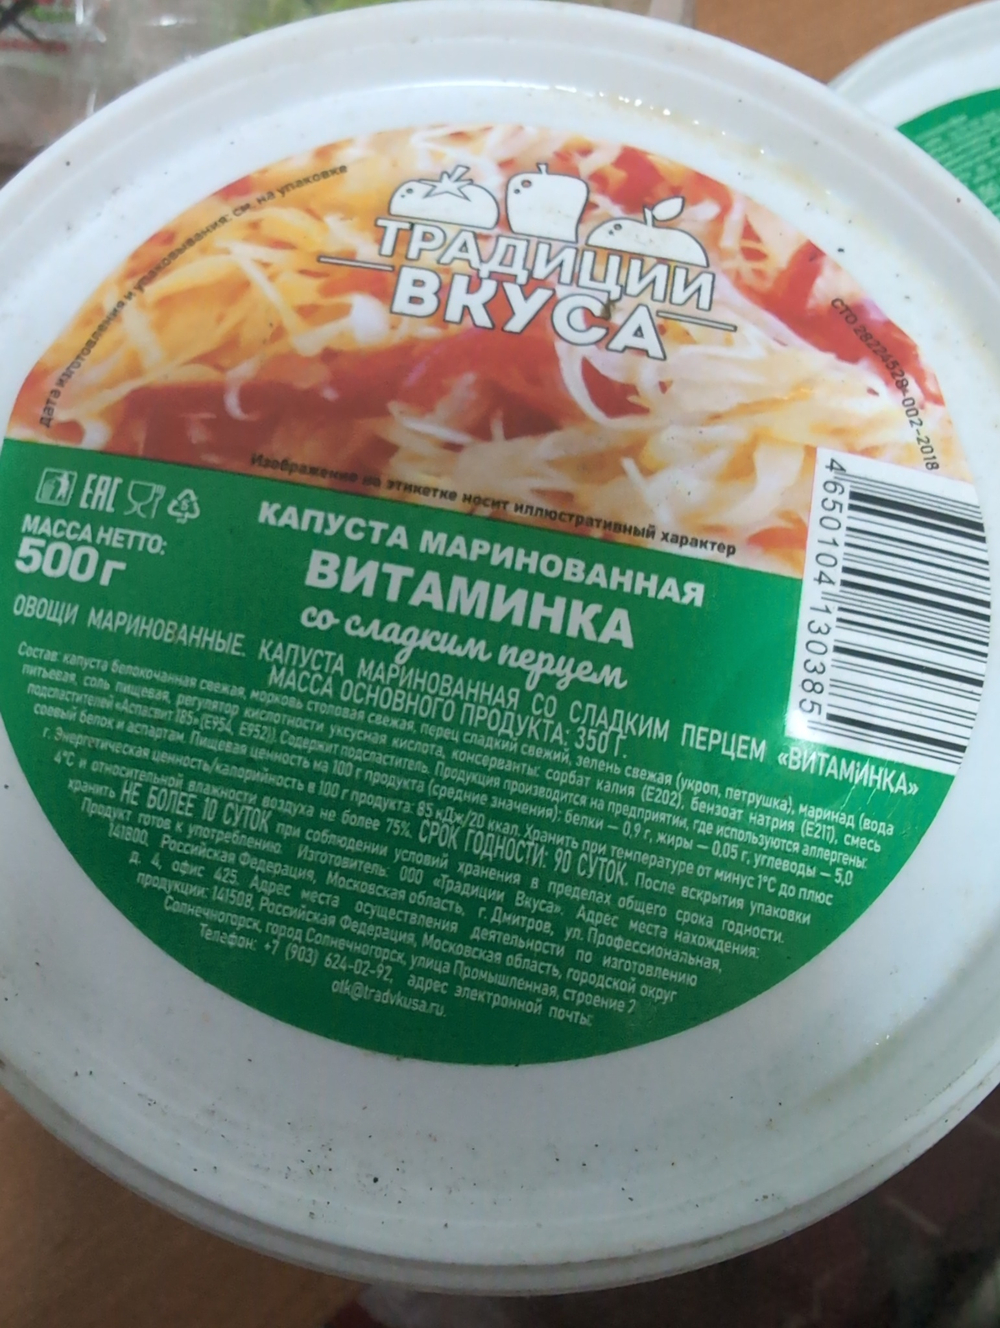 ТРАДИЦИИ
ВКУСА
дата изготовления и упаковывания: см. на упаковке
СТО 28224528-002-2018
Изображение на этикетке носит иллюстративный характер
EAC
5
МАССА НЕТТО:
500 г
КАПУСТА МАРИНОВАННАЯ
ВИТАМИНКА
со сладким перцем
4650104130385
ОВОЩИ МАРИНОВАННЫЕ. КАПУСТА МАРИНОВАННАЯ СО СЛАДКИМ ПЕРЦЕМ «ВИТАМИНКА»
МАССА ОСНОВНОГО ПРОДУКТА: 350 Г.
Состав: капуста белокочанная свежая, морковь столовая свежая, перец сладкий свежий, зелень свежая (укроп, петрушка), маринад (вода
питьевая, соль пищевая, регулятор кислотности уксусная кислота, консерванты: сорбат калия (Е202), бензоат натрия (Е211), смесь
подсластителей «Аспасвит Т85» (Е954, Е952)). Содержит подсластитель. Продукция производится на предприятии, где используются аллергены:
соевый белок и аспартам. Пищевая ценность на 100 г продукта (средние значения): белки – 0,9 г, жиры – 0,05 г, углеводы – 5,0
г. Энергетическая ценность/калорийность в 100 г продукта: 85 кДж/20 ккал. Хранить при температуре от минус 1°С до плюс
4°С и относительной влажности воздуха не более 75%. СРОК ГОДНОСТИ: 90 СУТОК. После вскрытия упаковки
хранить НЕ БОЛЕЕ 10 СУТОК при соблюдении условий хранения в пределах общего срока годности.
Продукт готов к употреблению. Изготовитель: ООО «Традиции Вкуса». Адрес места нахождения:
141800, Российская Федерация, Московская область, г. Дмитров, ул. Профессиональная,
д. 4, офис 425. Адрес места осуществления деятельности по изготовлению
продукции: 141508, Российская Федерация, Московская область, городской округ
Солнечногорск, город Солнечногорск, улица Промышленная, строение 2
Телефон: +7 (903) 624-02-92, адрес электронной почты:
otk@tradvkusa.ru.